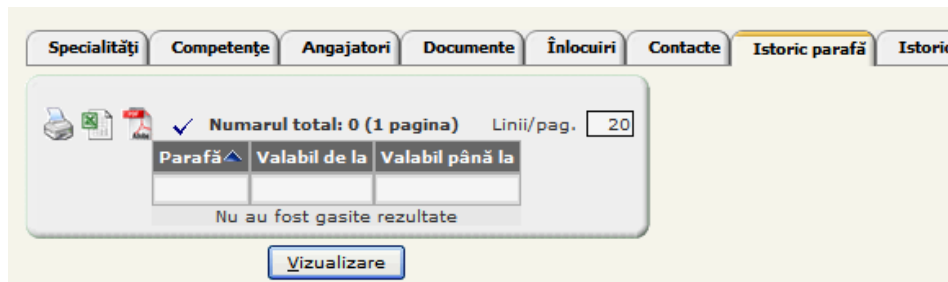 Specialităţi Competenţe Angajatori Documente Înlocuiri Contacte Istoric parafă Istoric
Numarul total: 0 (1 pagina) Linii/pag. 20
Parafă Valabil de la Valabil până la
Nu au fost gasite rezultate
Vizualizare